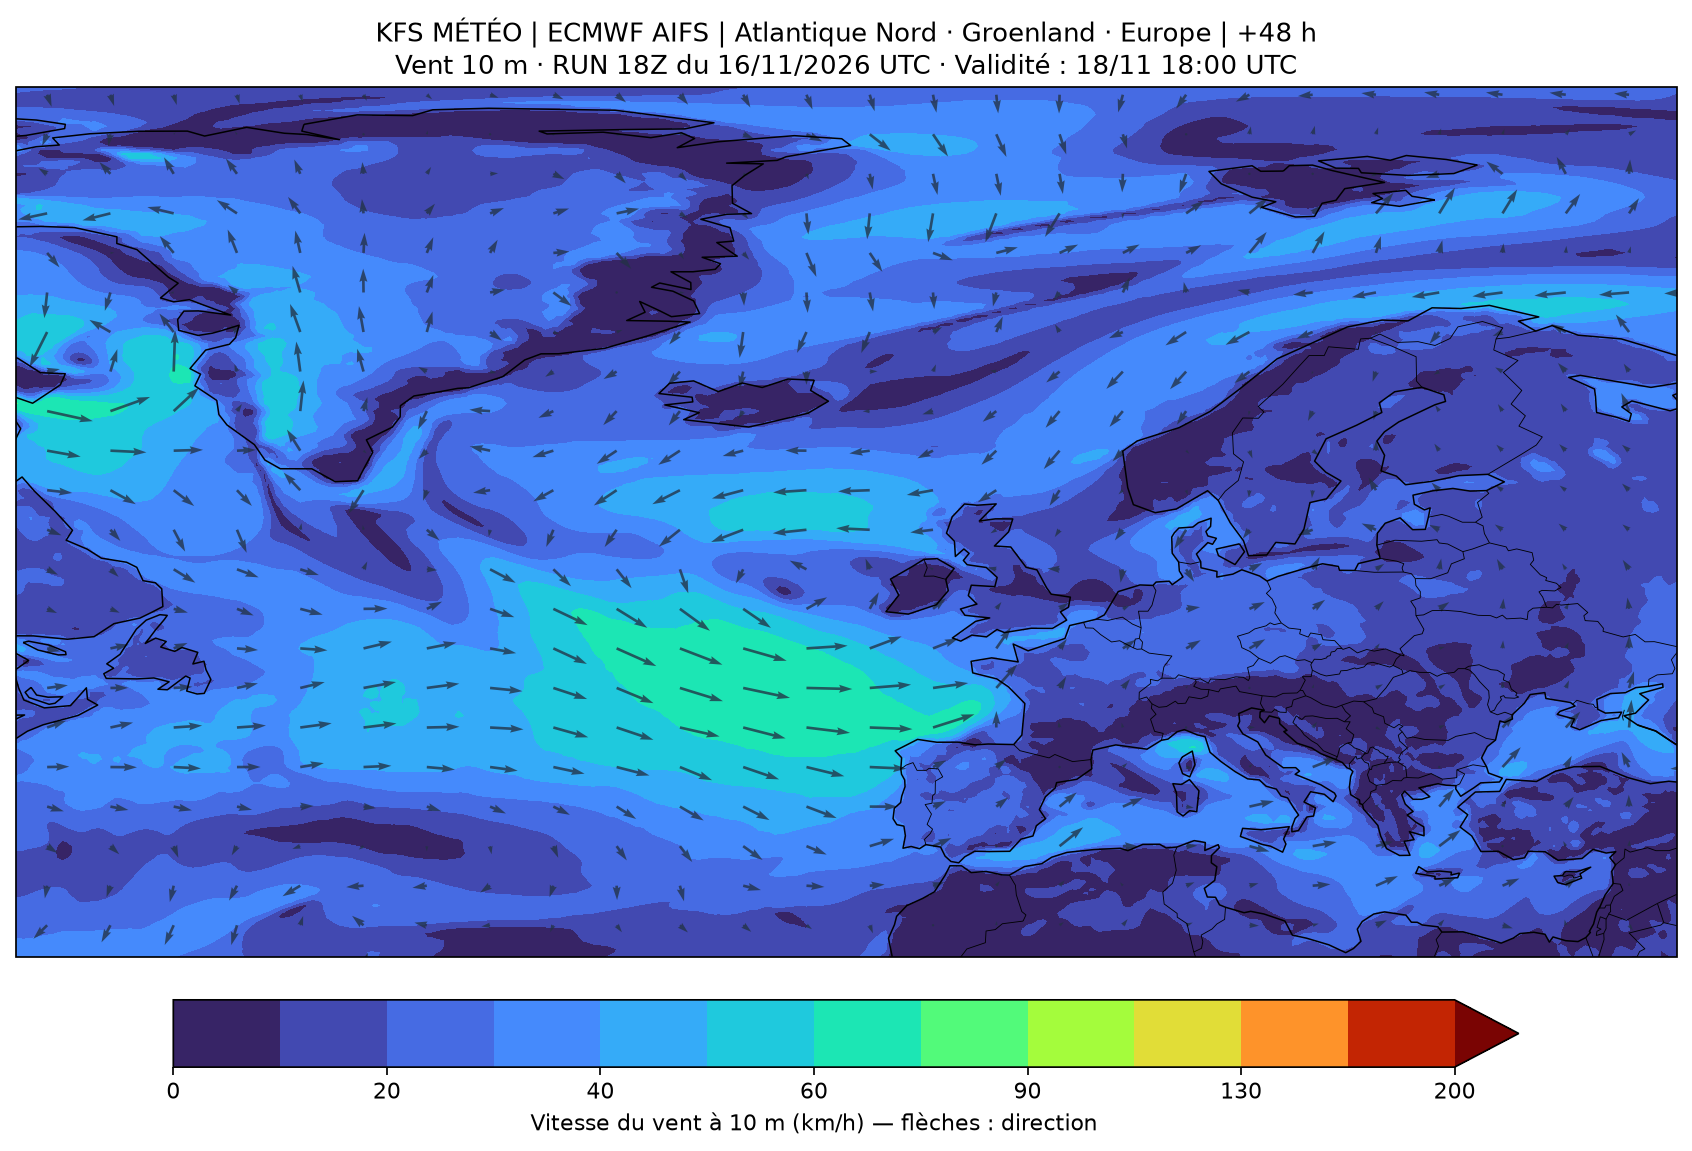 KFS MÉTÉO | ECMWF AIFS | Atlantique Nord · Groenland · Europe | +48 h
Vent 10 m · RUN 18Z du 16/11/2026 UTC · Validité : 18/11 18:00 UTC
0 20 40 60 90 130 200
Vitesse du vent à 10 m (km/h) — flèches : direction